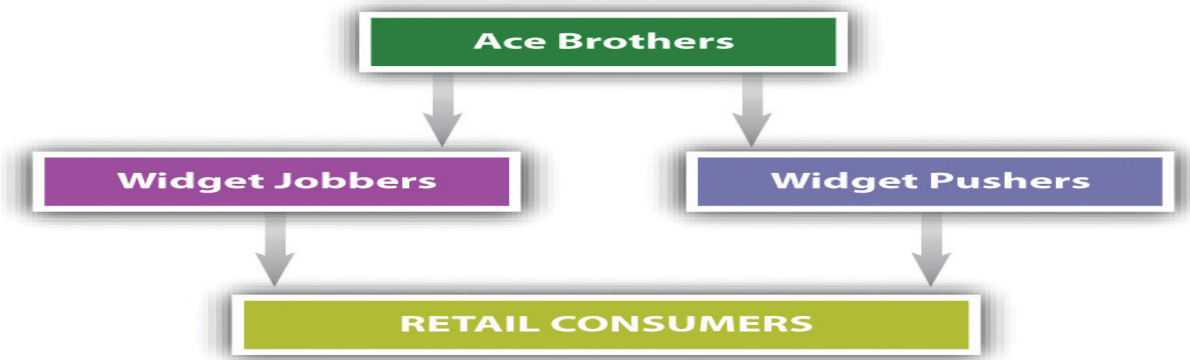 Ace Brothers
Widget Jobbers
Widget Pushers
RETAIL CONSUMERS